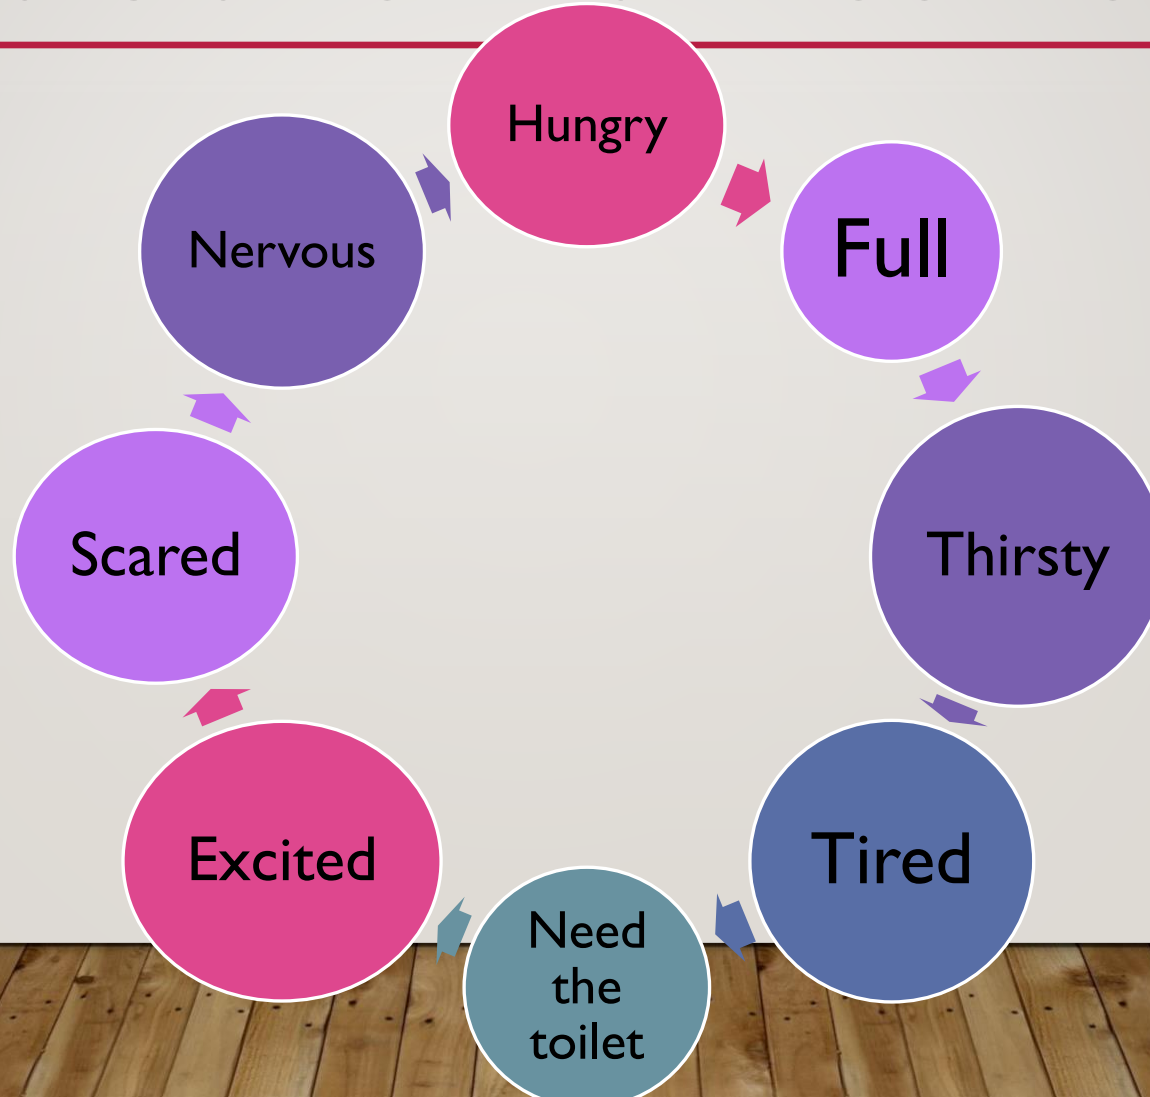 Hungry
Full
Thirsty
Tired
Need
the
toilet
Excited
Scared
Nervous